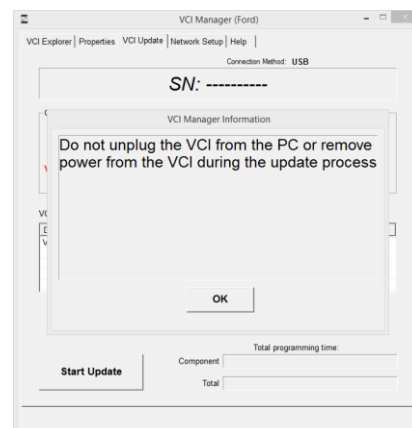 VCI Manager (Ford)
VCI Explorer Properties VCI Update Network Setup Help
Connection Method: USB
SN: ----------
VCI Manager Information
Do not unplug the VCI from the PC or remove
power from the VCI during the update process
OK
Total programming time:
Component
Start Update
Total